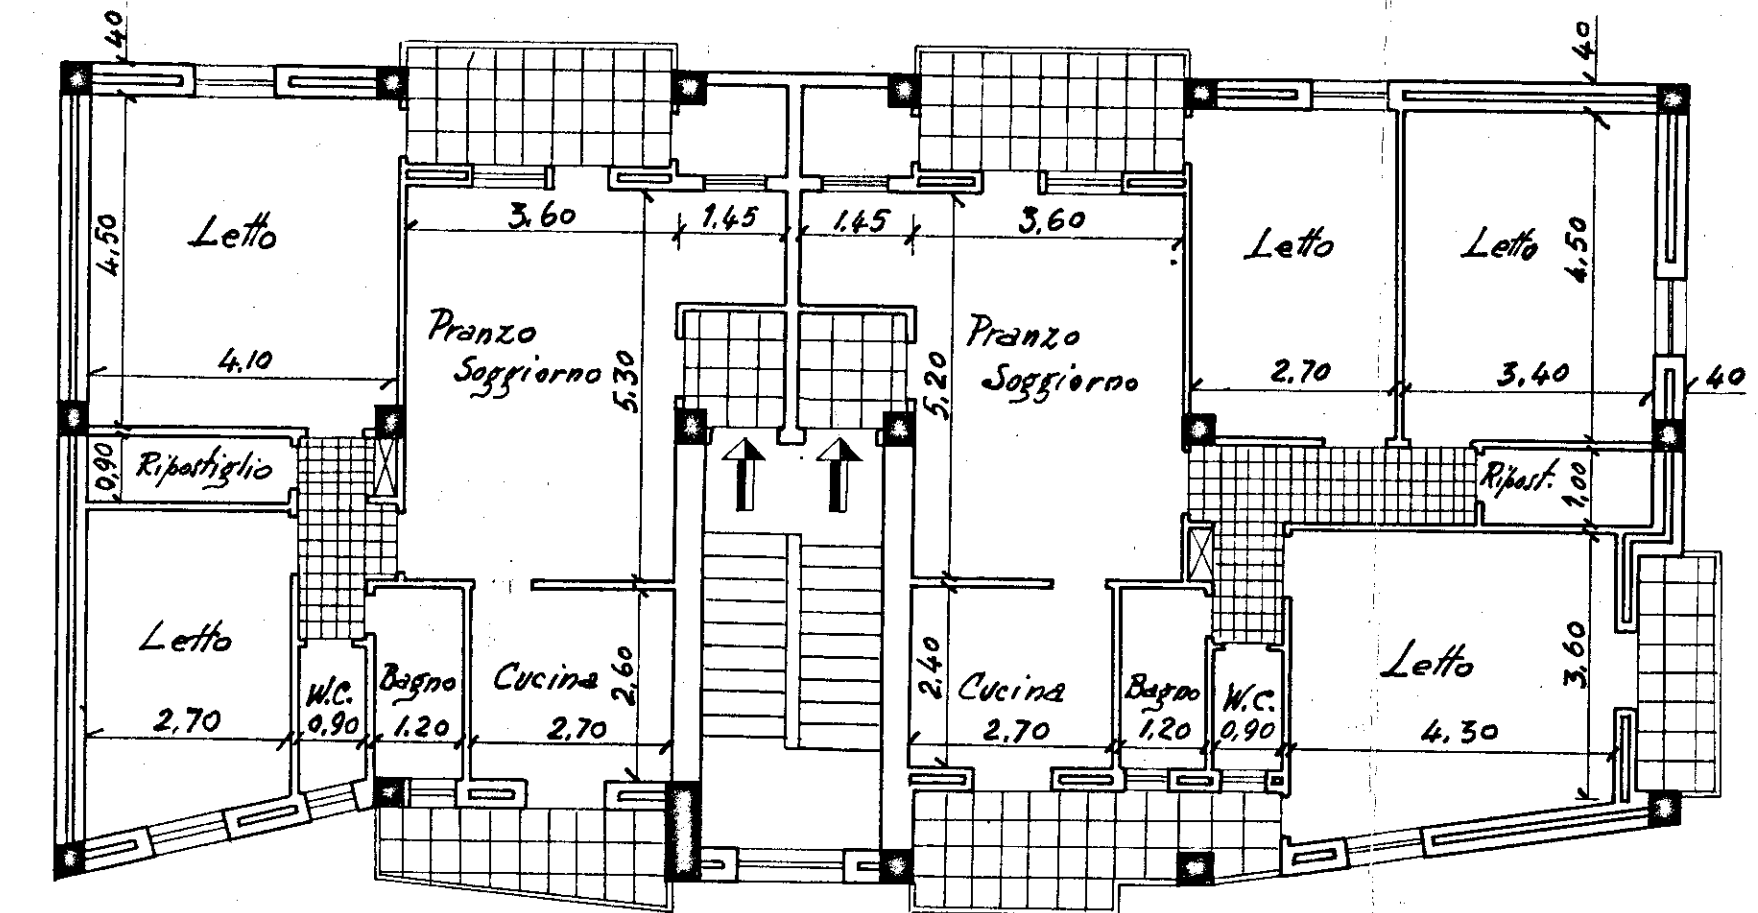 40
40
3.60
1.45
1.45
3.60
4.50
Letto
Letto
Letto
4.50
Pranzo
Soggiorno
Pranzo
Soggiorno
4.10
5.30
5.20
2.70
3.40
40
0,90
Ripostiglio
Ripost.
1,00
Letto
W.C.
Bagno
Cucina
2.60
2.40
Cucina
Bagno
W.C.
Letto
3.60
2.70
0,90
1.20
2.70
2.70
1.20
0,90
4.30